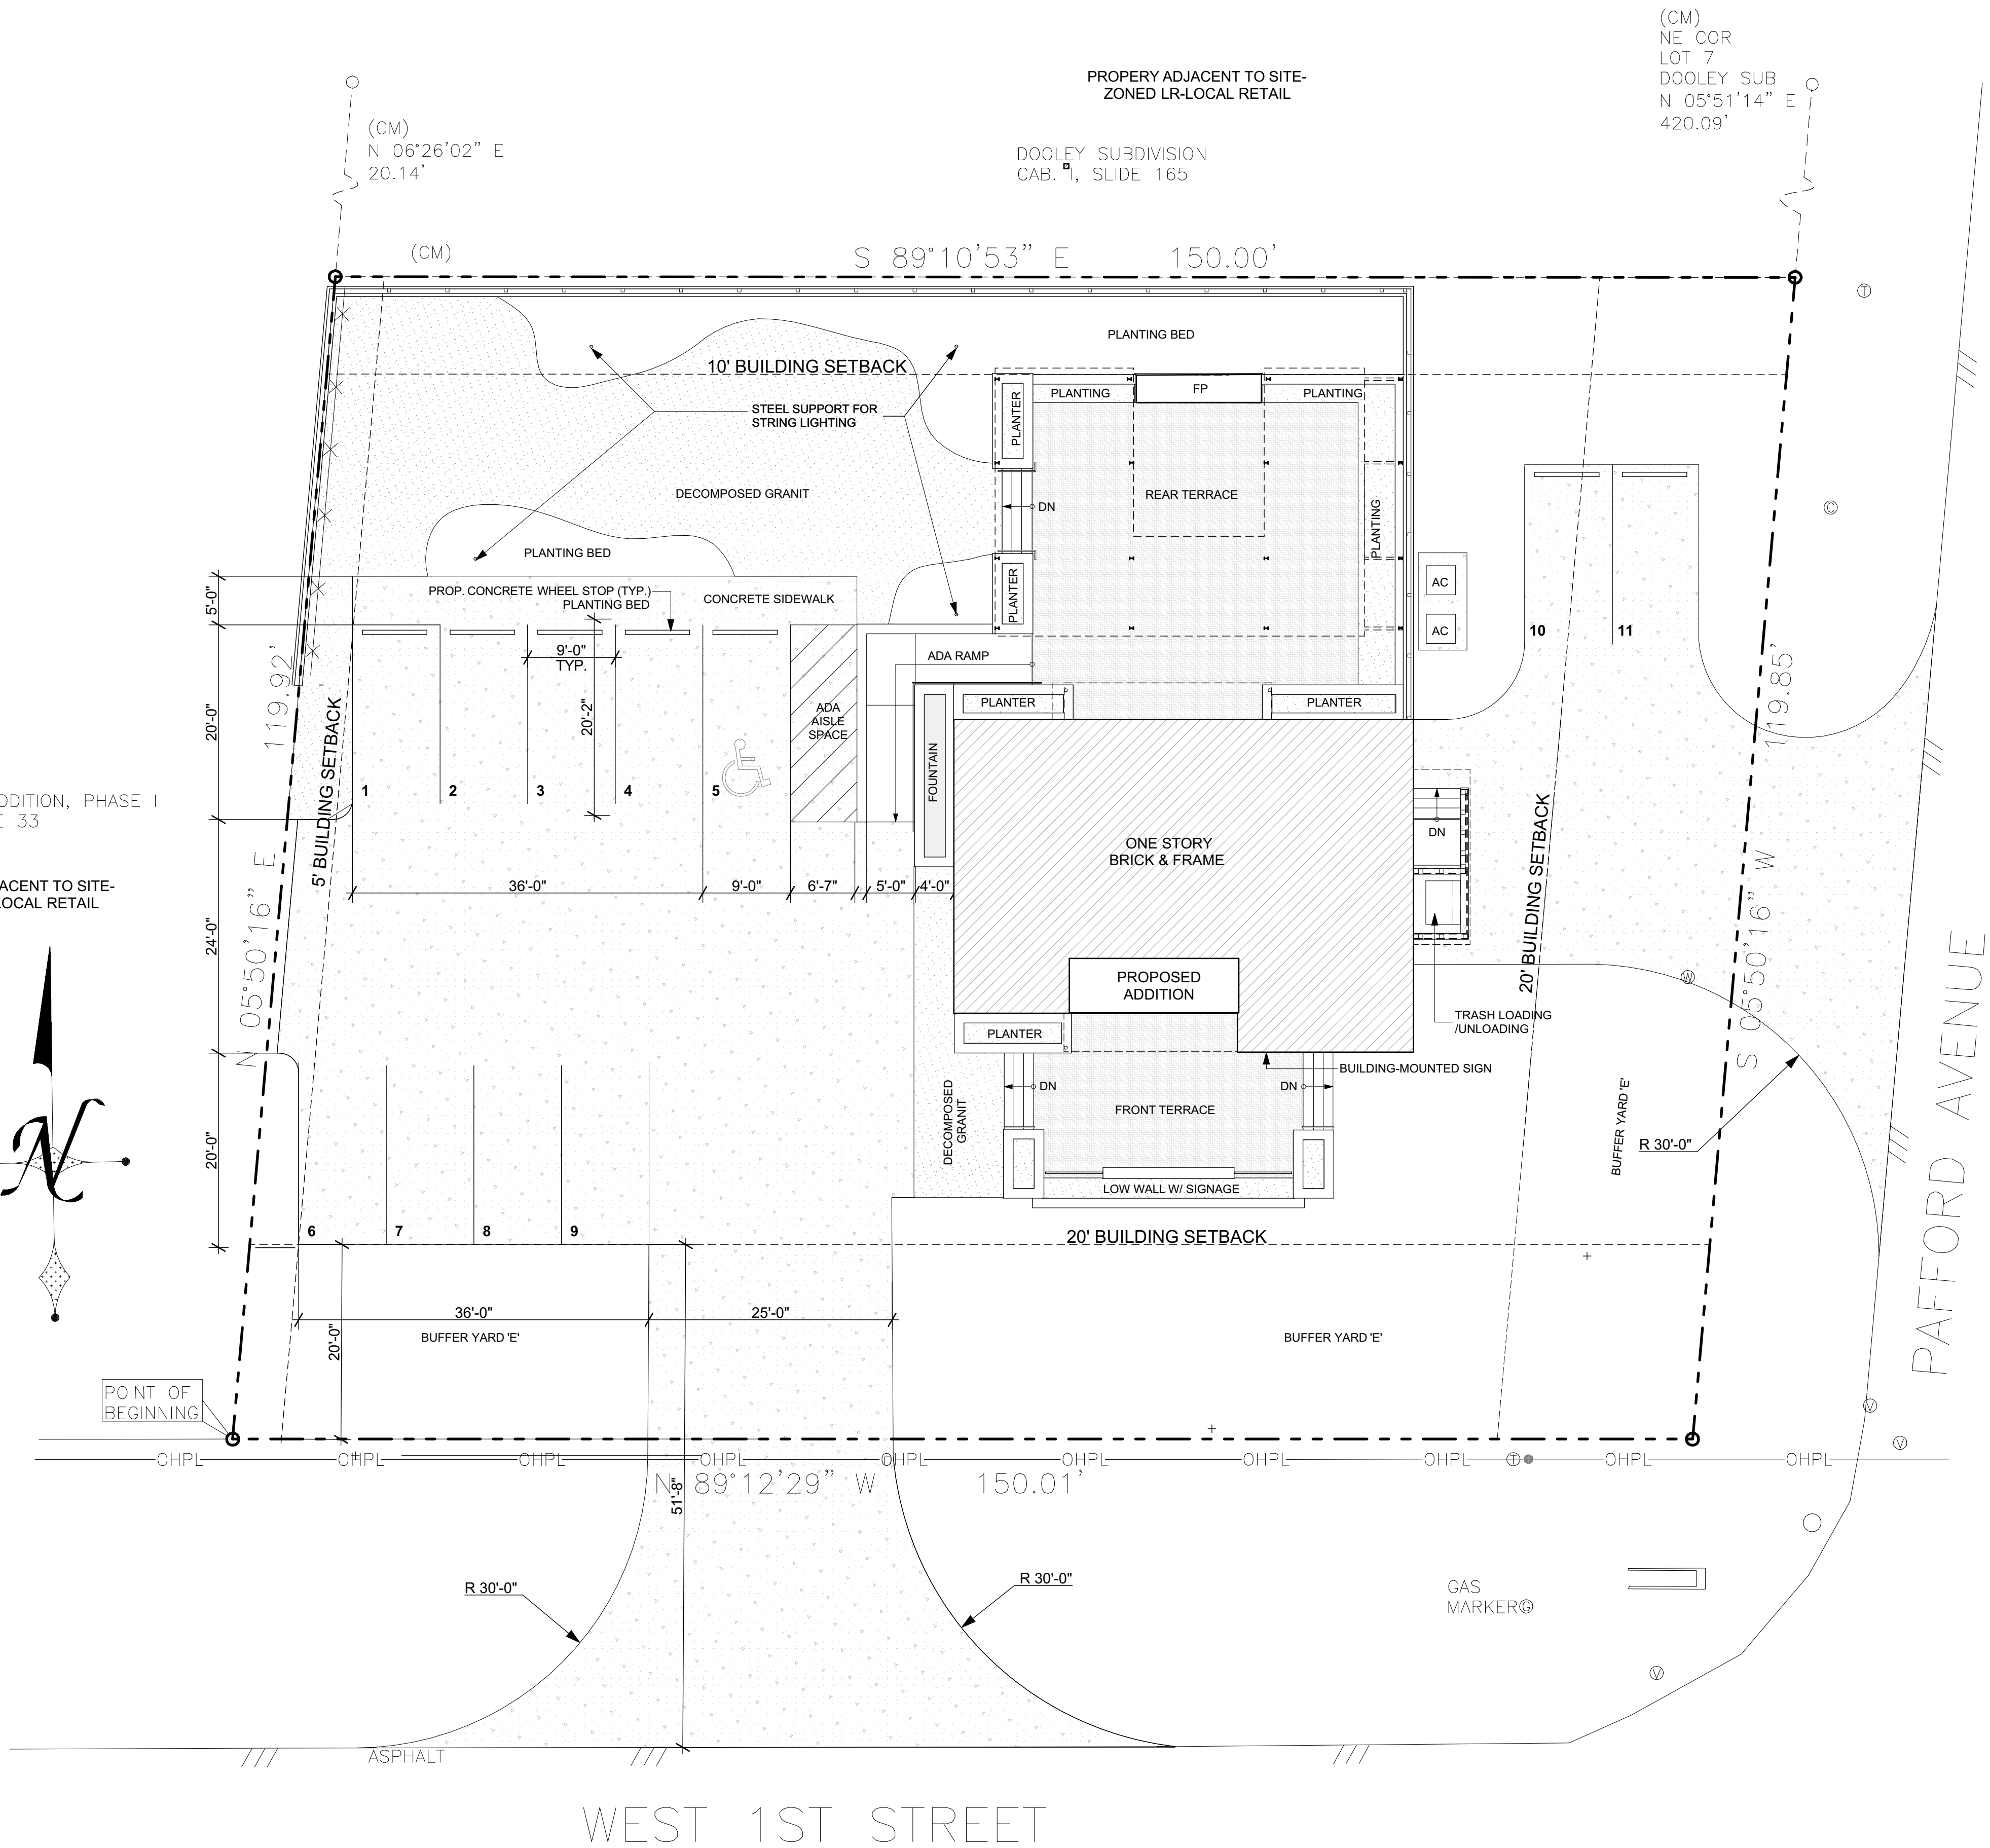 (CM)
NE COR
LOT 7
DOOLEY SUB
N 05°51'14" E
420.09'
PROPERY ADJACENT TO SITE-
ZONED LR-LOCAL RETAIL
(CM)
N 06°26'02" E
20.14'
DOOLEY SUBDIVISION
CAB. I, SLIDE 165
(CM)
S 89°10'53" E 150.00'
T
PLANTING BED
10' BUILDING SETBACK
PLANTING
FP
PLANTING
PLANTER
STEEL SUPPORT FOR
STRING LIGHTING
DECOMPOSED GRANIT
REAR TERRACE
DN
C
PLANTING
PLANTING BED
PLANTER
AC
AC
5'-0"
PROP. CONCRETE WHEEL STOP (TYP.)
PLANTING BED
CONCRETE SIDEWALK
10
11
9'-0"
TYP.
ADA RAMP
119.92'
119.85'
20'-0"
5' BUILDING SETBACK
20'-2"
ADA
AISLE
SPACE
PLANTER
PLANTER
FOUNTAIN
1
2
3
4
5
DDITION, PHASE I
E 33
ONE STORY
BRICK & FRAME
DN
20' BUILDING SETBACK
ACENT TO SITE-
LOCAL RETAIL
36'-0"
9'-0"
6'-7"
5'-0"
4'-0"
24'-0"
N 05°50'16" E
S 05°50'16" W
PROPOSED
ADDITION
W
TRASH LOADING
/UNLOADING
PLANTER
BUILDING-MOUNTED SIGN
PAFFORD AVENUE
N
20'-0"
DECOMPOSED
GRANIT
DN
DN
FRONT TERRACE
BUFFER YARD 'E'
R 30'-0"
LOW WALL W/ SIGNAGE
6
7
8
9
20' BUILDING SETBACK
36'-0"
25'-0"
20'-0"
BUFFER YARD 'E'
BUFFER YARD 'E'
POINT OF
BEGINNING
V
V
OHPL OHPL OHPL OHPL OHPL OHPL OHPL OHPL T OHPL OHPL
N 89°12'29" W 150.01'
51'-8"
R 30'-0"
R 30'-0"
GAS
MARKER G
V
ASPHALT
WEST 1ST STREET